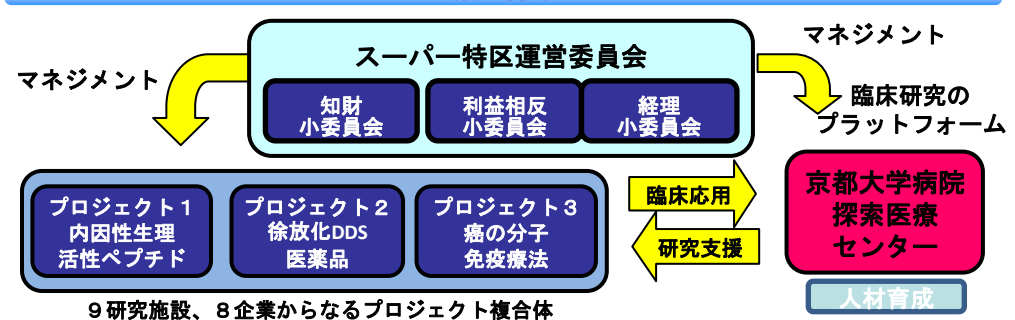 マネジメント
スーパー特区運営委員会
マネジメント
知財
小委員会
利益相反
小委員会
経理
小委員会
臨床研究の
プラットフォーム
プロジェクト１
内因性生理
活性ペプチド
プロジェクト２
徐放化DDS
医薬品
プロジェクト３
癌の分子
免疫療法
臨床応用
研究支援
京都大学病院
探索医療
センター
人材育成
９研究施設、８企業からなるプロジェクト複合体